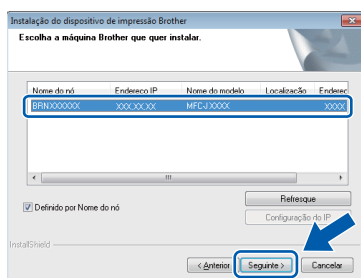 Instalação do dispositivo de impressão Brother
Escolha a máquina Brother que quer instalar.
Nome do nó Endereço IP Nome do modelo Localização Endereç
BRNXXXXXX XXX.XX.XX MFC-J XXXX XXXX
Refresque
Definido por Nome do nó
Configuração do IP
InstallShield
< Anterior Seguinte > Cancelar